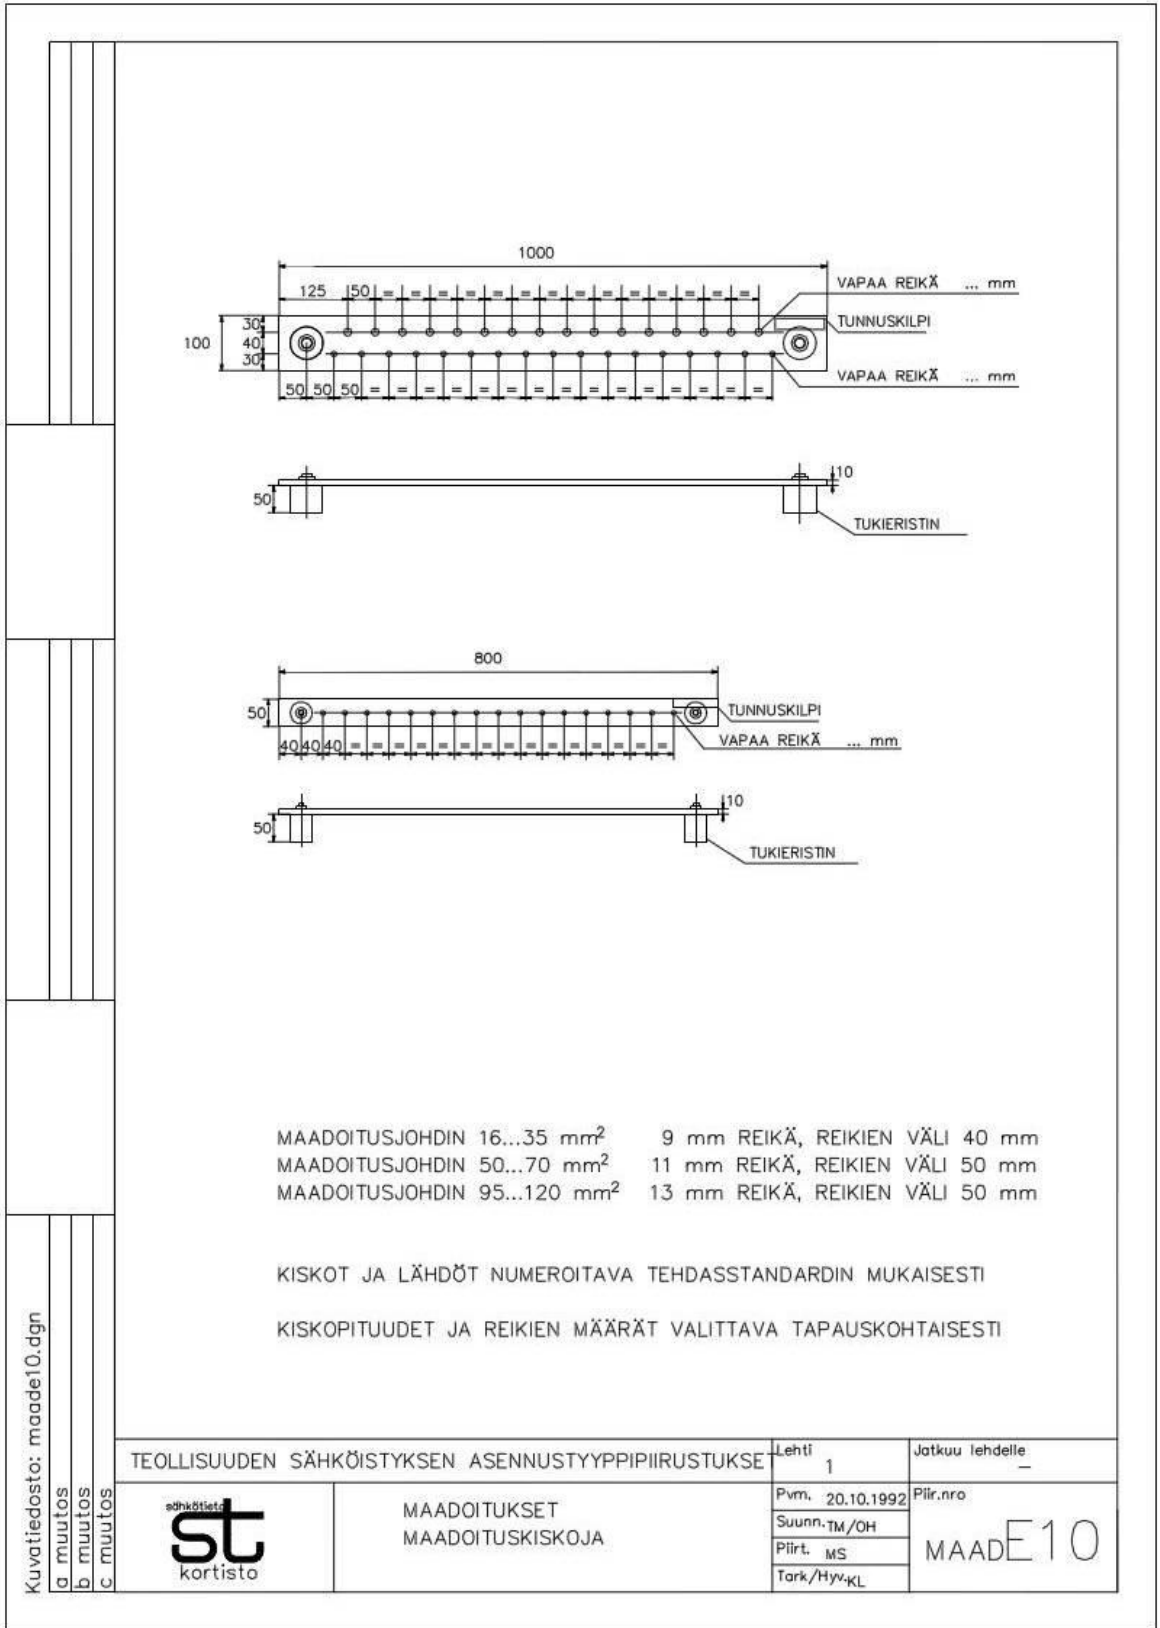 1000
125 50 = = = = = = = = = = = = = =
VAPAA REIKÄ ... mm
TUNNUSKILPI
100
30
40
30
VAPAA REIKÄ ... mm
50 50 50 = = = = = = = = = = = = = = =
10
50
TUKIERISTIN
800
50
TUNNUSKILPI
VAPAA REIKÄ ... mm
40 40 40 = = = = = = = = = = = = = = =
10
50
TUKIERISTIN
MAADOITUSJOHDIN 16...35 mm² 9 mm REIKÄ, REIKIEN VÄLI 40 mm
MAADOITUSJOHDIN 50...70 mm² 11 mm REIKÄ, REIKIEN VÄLI 50 mm
MAADOITUSJOHDIN 95...120 mm² 13 mm REIKÄ, REIKIEN VÄLI 50 mm
KISKOT JA LÄHDÖT NUMEROITAVA TEHDASSTANDARDIN MUKAISESTI
KISKOPITUUDET JA REIKIEN MÄÄRÄT VALITTAVA TAPAUSKOHTAISESTI
Kuvatiedosto: maade10.dgn
a muutos
b muutos
c muutos
TEOLLISUUDEN SÄHKÖISTYKSEN ASENNUSTYYPPIPIIRUSTUKSET
Lehti
1
Jatkuu lehdelle
–
sähkötieto
st
kortisto
MAADOITUKSET
MAADOITUSKISKOJA
Pvm. 20.10.1992
Suunn. TM/OH
Piirt. MS
Tark/Hyv. KL
Piir.nro
MAADE10